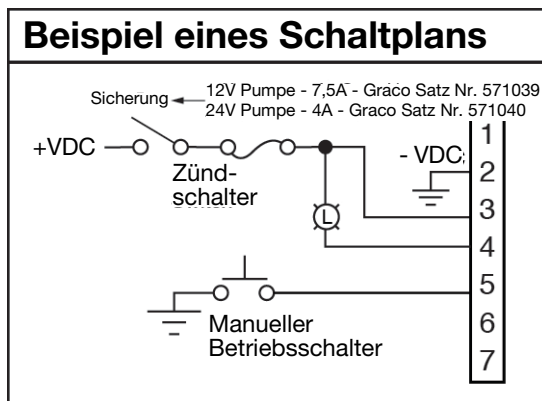 Beispiel eines Schaltplans
12V Pumpe - 7,5A - Graco Satz Nr. 571039
Sicherung
24V Pumpe - 4A - Graco Satz Nr. 571040
+VDC
Zünd-
schalter
- VDC
L
1
2
3
4
5
6
7
Manueller
Betriebsschalter